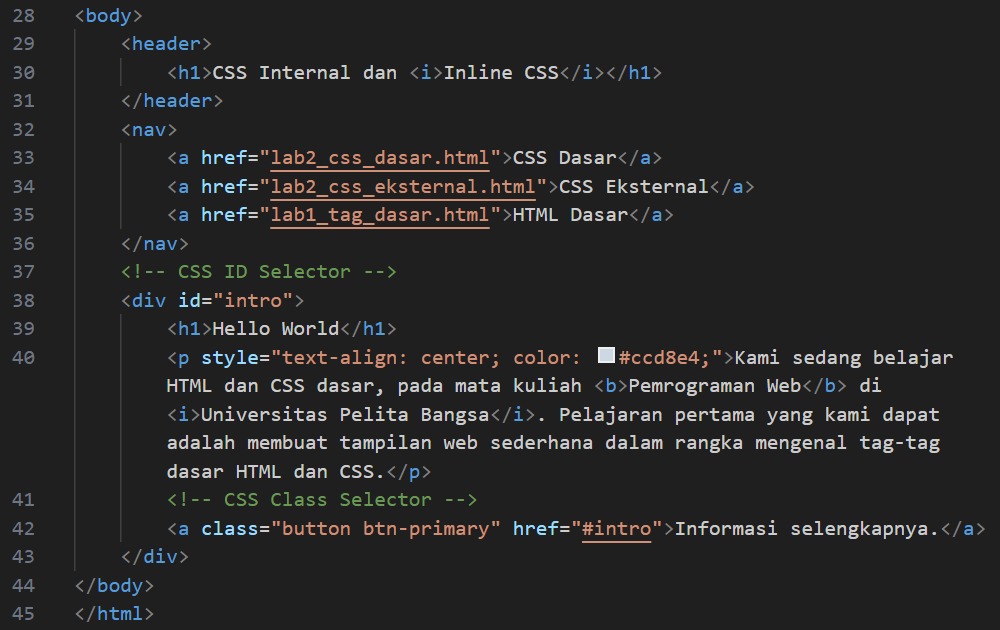 28 <body>
29 <header>
30 <h1>CSS Internal dan <i>Inline CSS</i></h1>
31 </header>
32 <nav>
33 <a href="lab2_css_dasar.html">CSS Dasar</a>
34 <a href="lab2_css_eksternal.html">CSS Eksternal</a>
35 <a href="lab1_tag_dasar.html">HTML Dasar</a>
36 </nav>
37 <!-- CSS ID Selector -->
38 <div id="intro">
39 <h1>Hello World</h1>
40 <p style="text-align: center; color: #ccd8e4;">Kami sedang belajar
HTML dan CSS dasar, pada mata kuliah <b>Pemrograman Web</b> di
<i>Universitas Pelita Bangsa</i>. Pelajaran pertama yang kami dapat
adalah membuat tampilan web sederhana dalam rangka mengenal tag-tag
dasar HTML dan CSS.</p>
41 <!-- CSS Class Selector -->
42 <a class="button btn-primary" href="#intro">Informasi selengkapnya.</a>
43 </div>
44 </body>
45 </html>